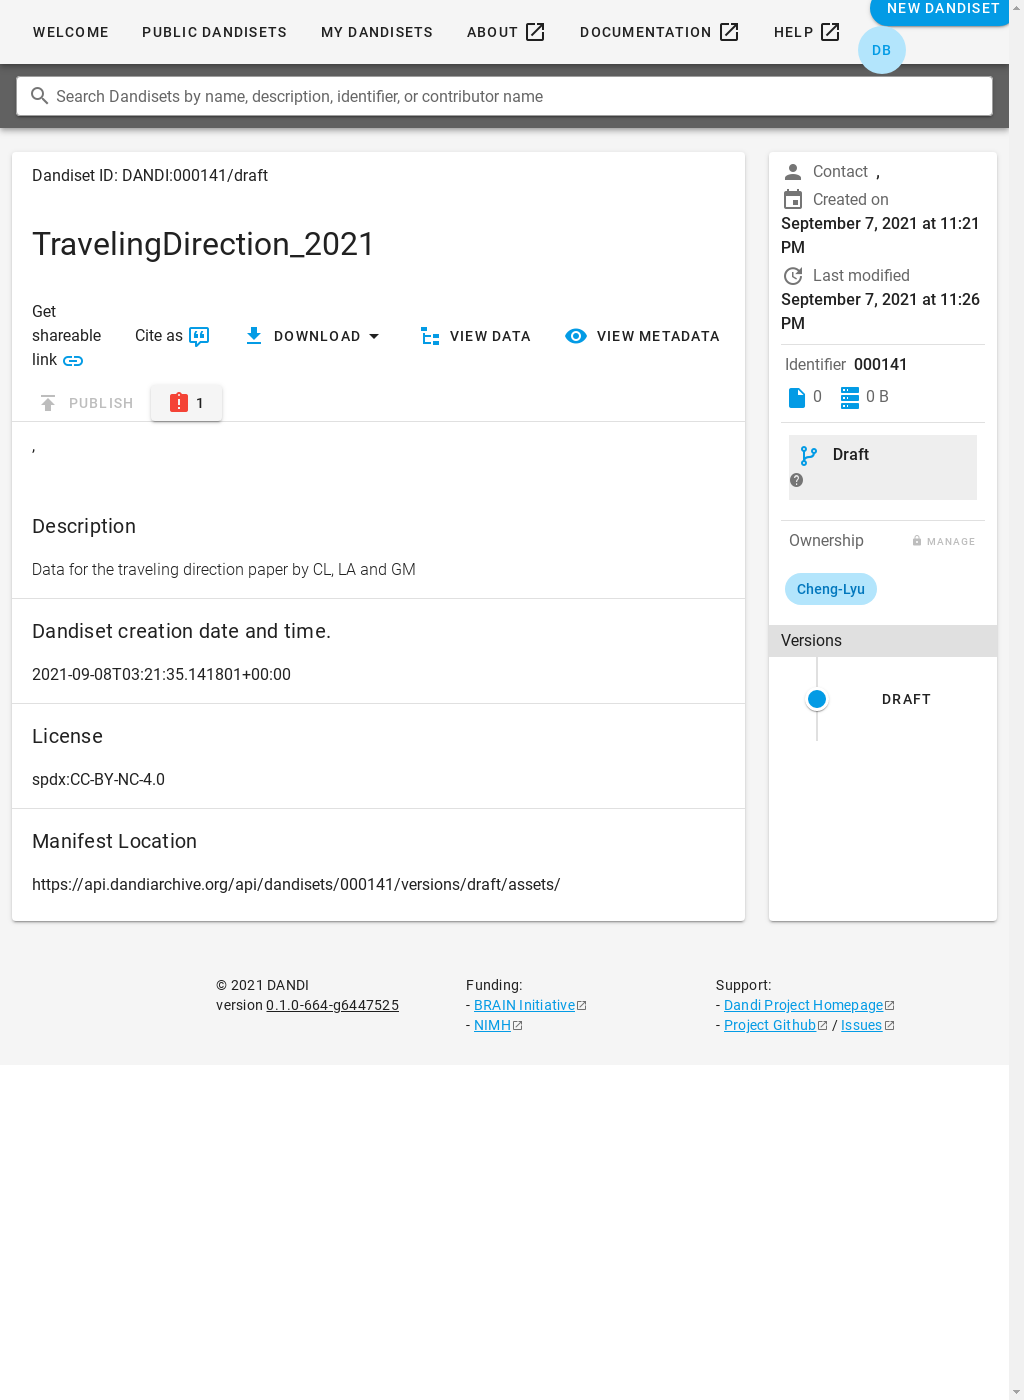 WELCOME
PUBLIC DANDISETS
MY DANDISETS
ABOUT
DOCUMENTATION
HELP
NEW DANDISET
DB
Search Dandisets by name, description, identifier, or contributor name
Dandiset ID: DANDI:000141/draft
TravelingDirection_2021
Get
shareable
link
Cite as
DOWNLOAD
VIEW DATA
VIEW METADATA
PUBLISH
1
,
Description
Data for the traveling direction paper by CL, LA and GM
Dandiset creation date and time.
2021-09-08T03:21:35.141801+00:00
License
spdx:CC-BY-NC-4.0
Manifest Location
https://api.dandiarchive.org/api/dandisets/000141/versions/draft/assets/
Contact ,
Created on
September 7, 2021 at 11:21
PM
Last modified
September 7, 2021 at 11:26
PM
Identifier 000141
0
0 B
Draft
Ownership
MANAGE
Cheng-Lyu
Versions
DRAFT
© 2021 DANDI
version 0.1.0-664-g6447525
Funding:
- BRAIN Initiative
- NIMH
Support:
- Dandi Project Homepage
- Project Github / Issues